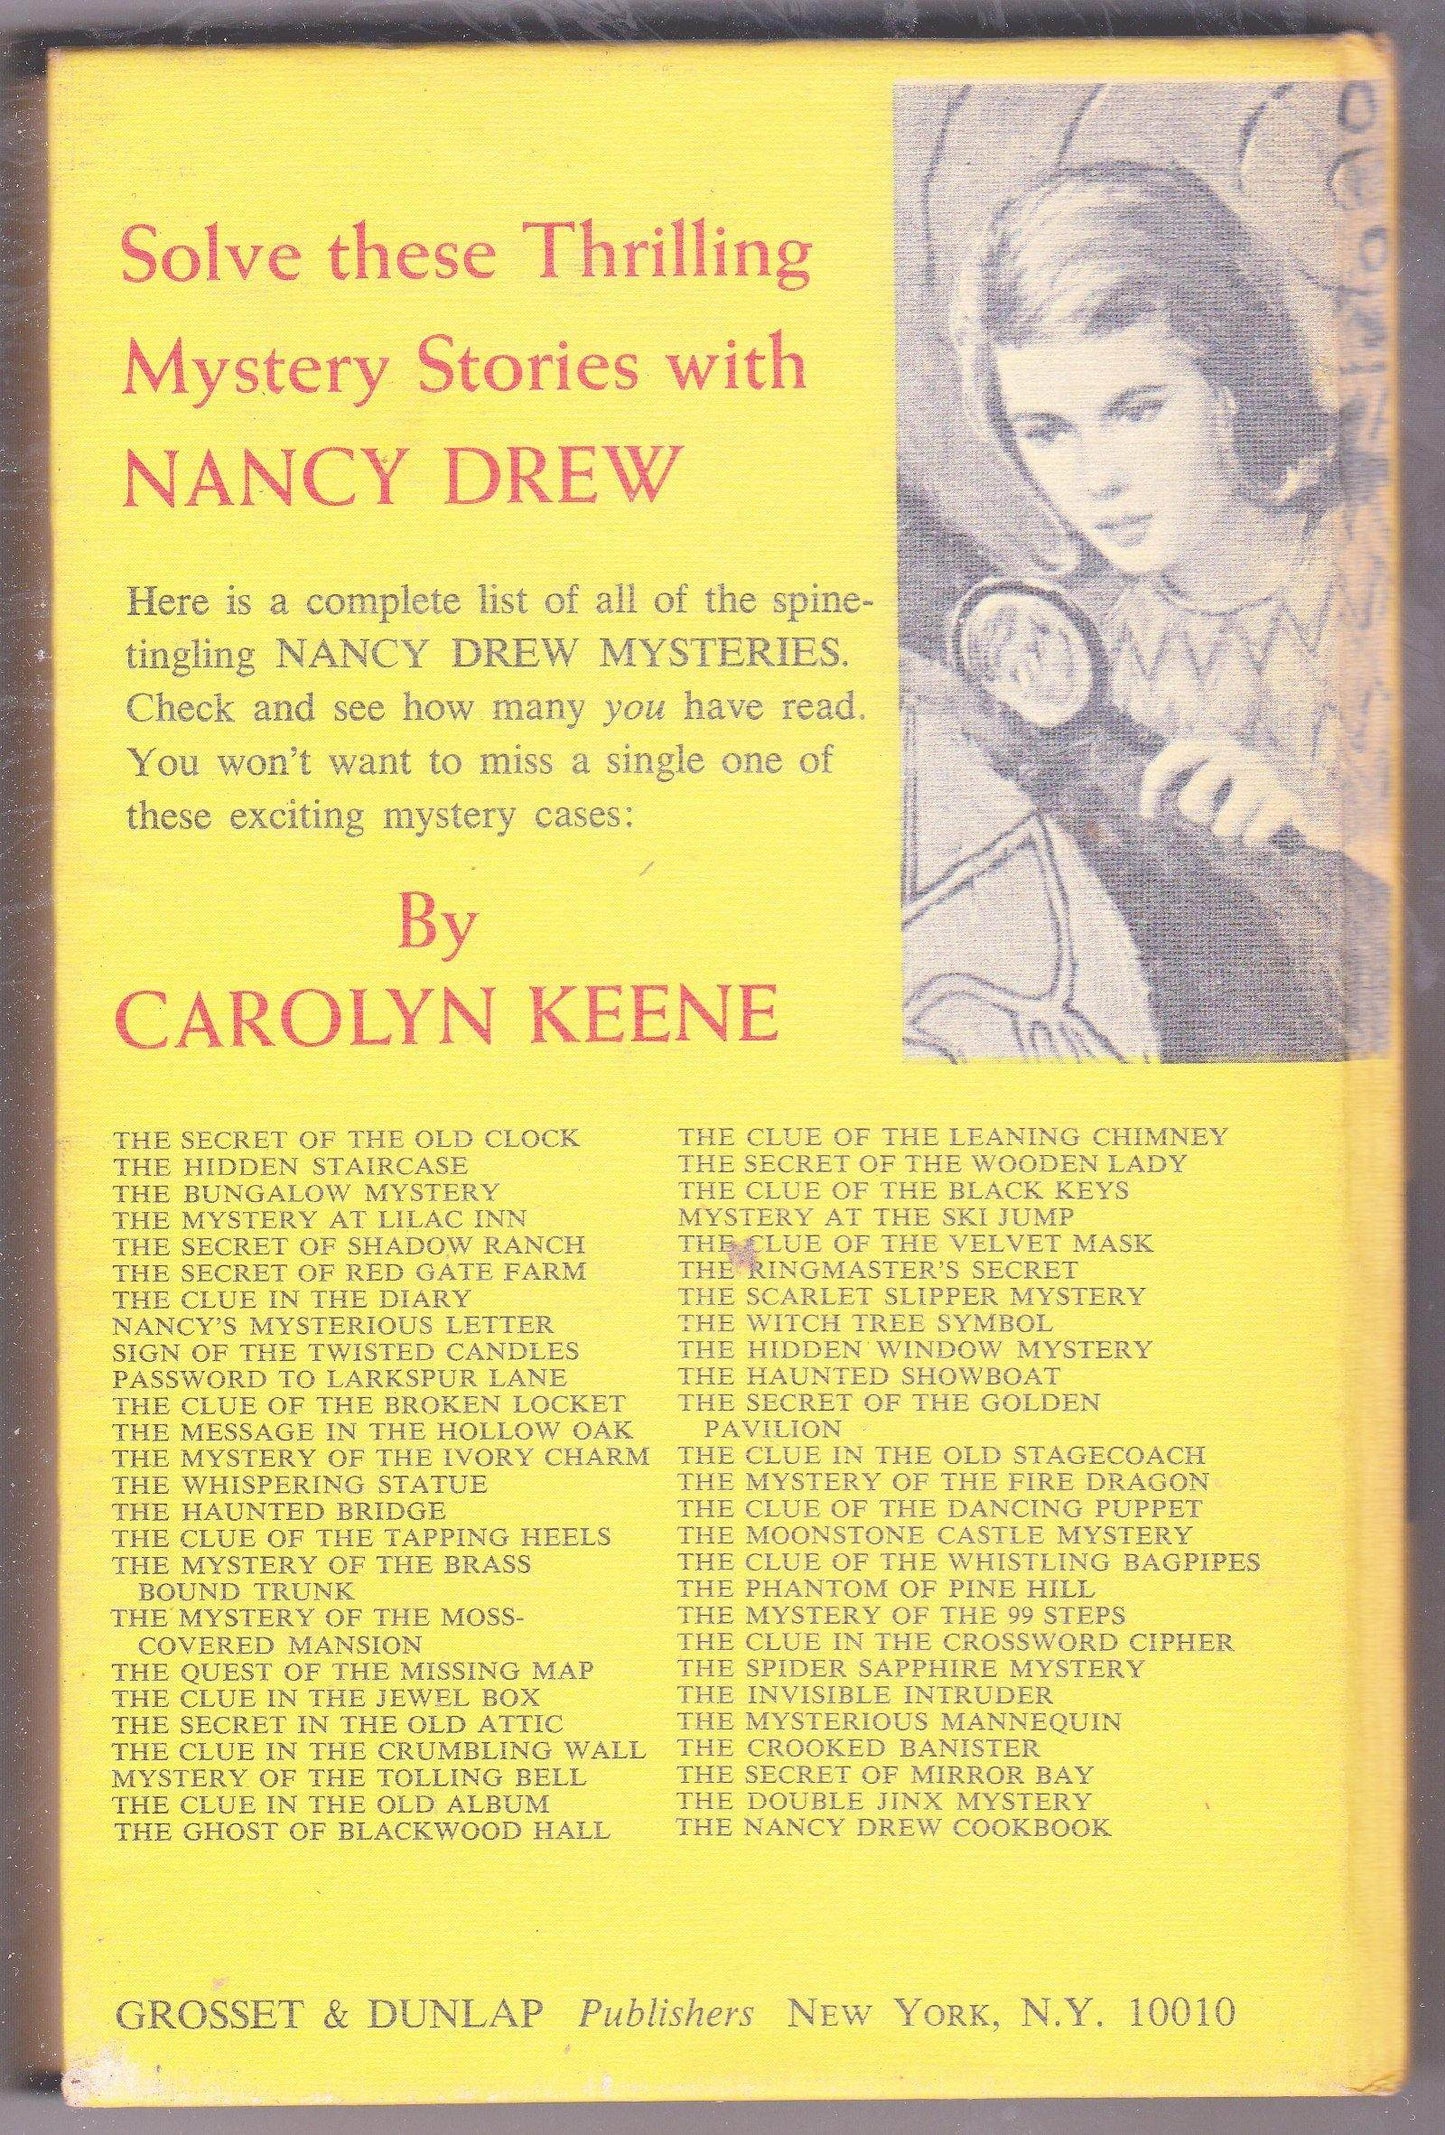 Solve these Thrilling
Mystery Stories with
NANCY DREW
Here is a complete list of all of the spine-
tingling NANCY DREW MYSTERIES.
Check and see how many you have read.
You won't want to miss a single one of
these exciting mystery cases:
By
CAROLYN KEENE
THE SECRET OF THE OLD CLOCK
THE HIDDEN STAIRCASE
THE BUNGALOW MYSTERY
THE MYSTERY AT LILAC INN
THE SECRET OF SHADOW RANCH
THE SECRET OF RED GATE FARM
THE CLUE IN THE DIARY
NANCY'S MYSTERIOUS LETTER
SIGN OF THE TWISTED CANDLES
PASSWORD TO LARKSPUR LANE
THE CLUE OF THE BROKEN LOCKET
THE MESSAGE IN THE HOLLOW OAK
THE MYSTERY OF THE IVORY CHARM
THE WHISPERING STATUE
THE HAUNTED BRIDGE
THE CLUE OF THE TAPPING HEELS
THE MYSTERY OF THE BRASS
BOUND TRUNK
THE MYSTERY OF THE MOSS-
COVERED MANSION
THE QUEST OF THE MISSING MAP
THE CLUE IN THE JEWEL BOX
THE SECRET IN THE OLD ATTIC
THE CLUE IN THE CRUMBLING WALL
MYSTERY OF THE TOLLING BELL
THE CLUE IN THE OLD ALBUM
THE GHOST OF BLACKWOOD HALL
THE CLUE OF THE LEANING CHIMNEY
THE SECRET OF THE WOODEN LADY
THE CLUE OF THE BLACK KEYS
MYSTERY AT THE SKI JUMP
THE CLUE OF THE VELVET MASK
THE RINGMASTER'S SECRET
THE SCARLET SLIPPER MYSTERY
THE WITCH TREE SYMBOL
THE HIDDEN WINDOW MYSTERY
THE HAUNTED SHOWBOAT
THE SECRET OF THE GOLDEN
PAVILION
THE CLUE IN THE OLD STAGECOACH
THE MYSTERY OF THE FIRE DRAGON
THE CLUE OF THE DANCING PUPPET
THE MOONSTONE CASTLE MYSTERY
THE CLUE OF THE WHISTLING BAGPIPES
THE PHANTOM OF PINE HILL
THE MYSTERY OF THE 99 STEPS
THE CLUE IN THE CROSSWORD CIPHER
THE SPIDER SAPPHIRE MYSTERY
THE INVISIBLE INTRUDER
THE MYSTERIOUS MANNEQUIN
THE CROOKED BANISTER
THE SECRET OF MIRROR BAY
THE DOUBLE JINX MYSTERY
THE NANCY DREW COOKBOOK
GROSSET & DUNLAP Publishers NEW YORK, N.Y. 10010